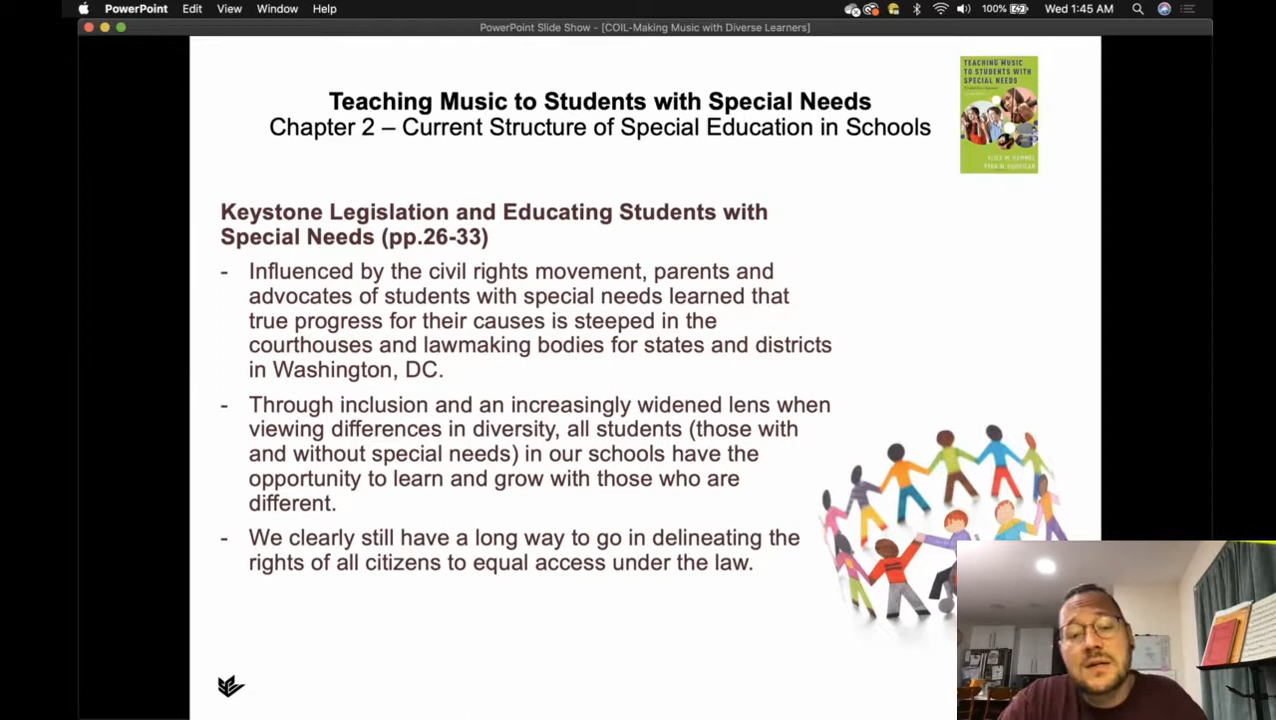 PowerPoint Edit View Window Help 100% Wed 1:45 AM
PowerPoint Slide Show - [COIL-Making Music with Diverse Learners]
Teaching Music to Students with Special Needs
Chapter 2 – Current Structure of Special Education in Schools
TEACHING MUSIC
TO STUDENTS WITH
SPECIAL NEEDS
ALICE M. HAMMEL
RYAN M. HOURIGAN
Keystone Legislation and Educating Students with
Special Needs (pp.26-33)
- Influenced by the civil rights movement, parents and
advocates of students with special needs learned that
true progress for their causes is steeped in the
courthouses and lawmaking bodies for states and districts
in Washington, DC.
- Through inclusion and an increasingly widened lens when
viewing differences in diversity, all students (those with
and without special needs) in our schools have the
opportunity to learn and grow with those who are
different.
- We clearly still have a long way to go in delineating the
rights of all citizens to equal access under the law.